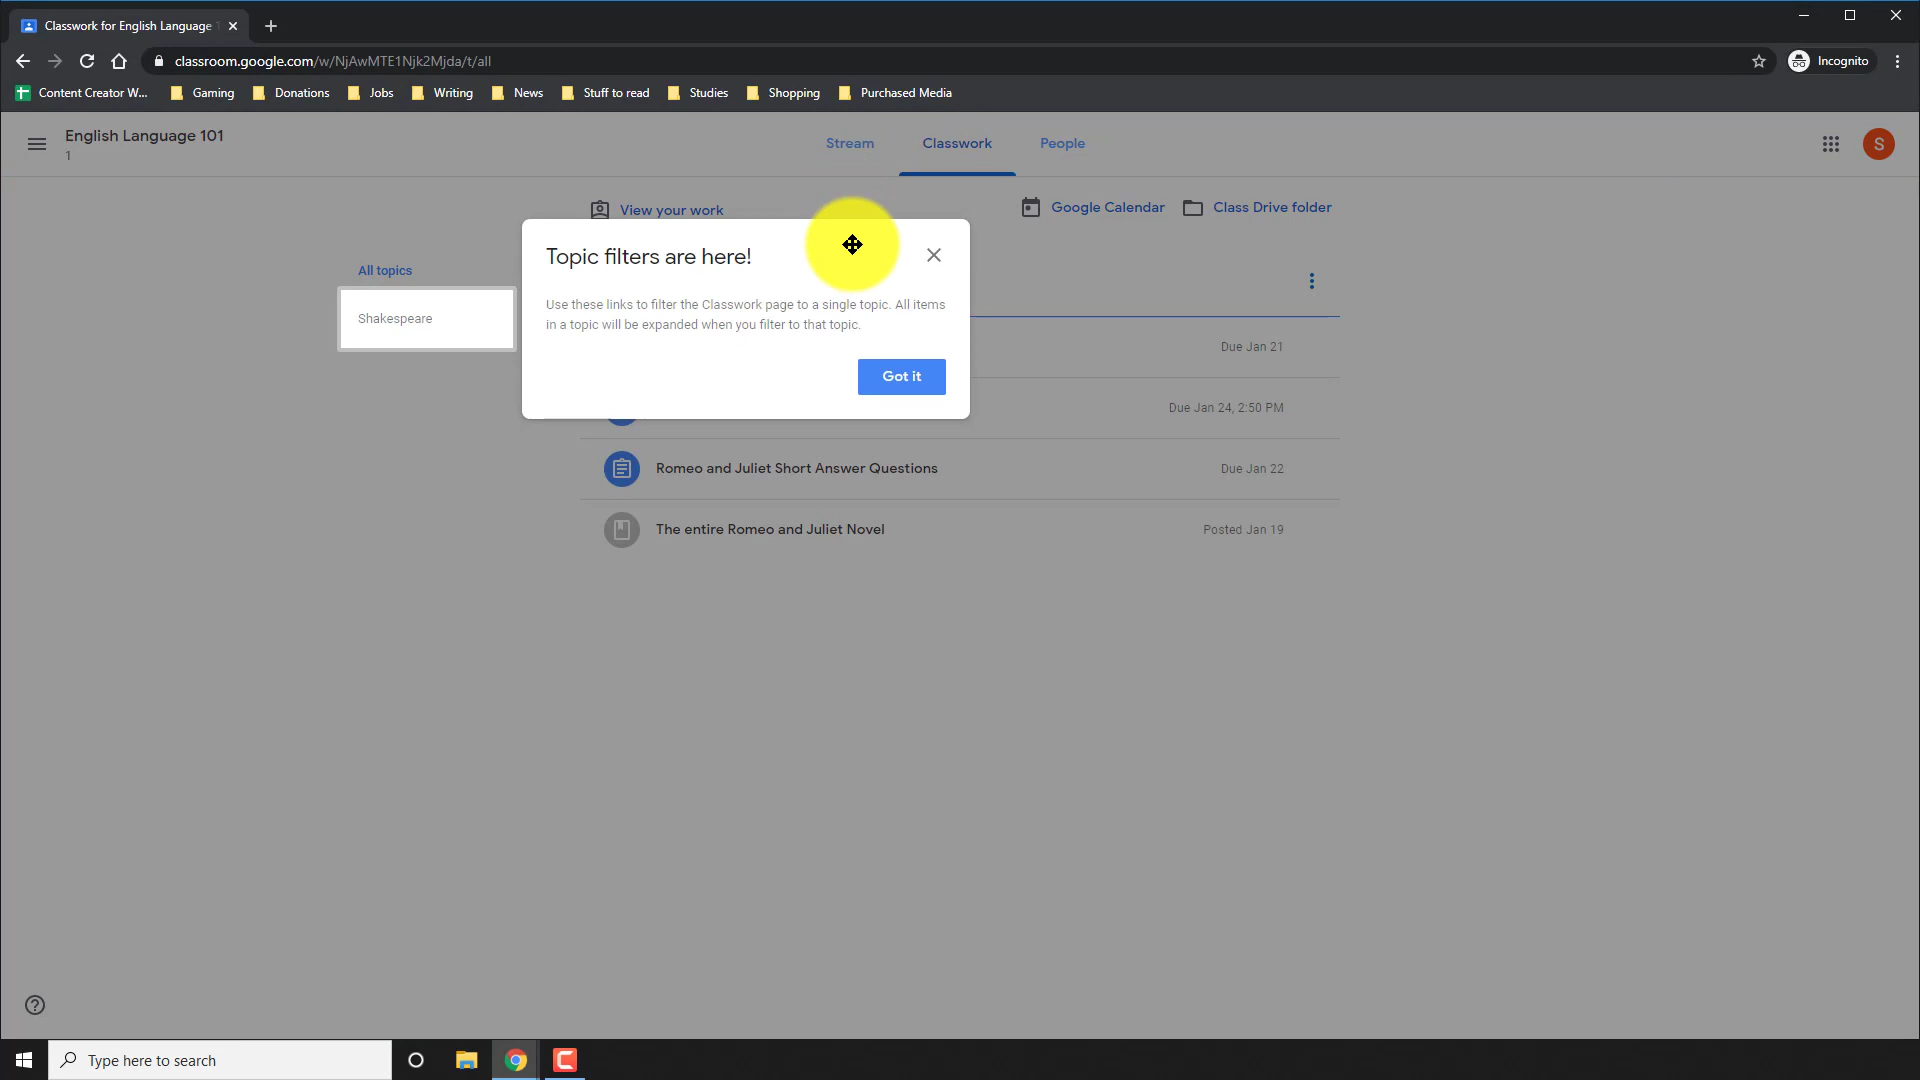 Classwork for English Language
classroom.google.com/w/NjAwMTE1Njk2Mjda/t/all
Incognito
Content Creator W...
Gaming
Donations
Jobs
Writing
News
Stuff to read
Studies
Shopping
Purchased Media
English Language 101
1
Stream
Classwork
People
S
View your work
Google Calendar
Class Drive folder
All topics
Shakespeare
Topic filters are here!
Use these links to filter the Classwork page to a single topic. All items
in a topic will be expanded when you filter to that topic.
Got it
Due Jan 21
Due Jan 24, 2:50 PM
Romeo and Juliet Short Answer Questions
Due Jan 22
The entire Romeo and Juliet Novel
Posted Jan 19
Type here to search